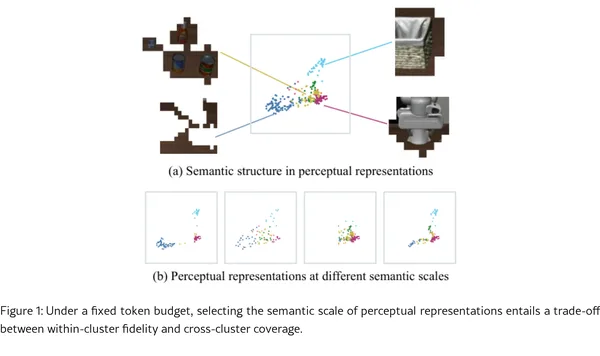 (a) Semantic structure in perceptual representations
(b) Perceptual representations at different semantic scales
Figure 1: Under a fixed token budget, selecting the semantic scale of perceptual representations entails a trade-off
between within-cluster fidelity and cross-cluster coverage.